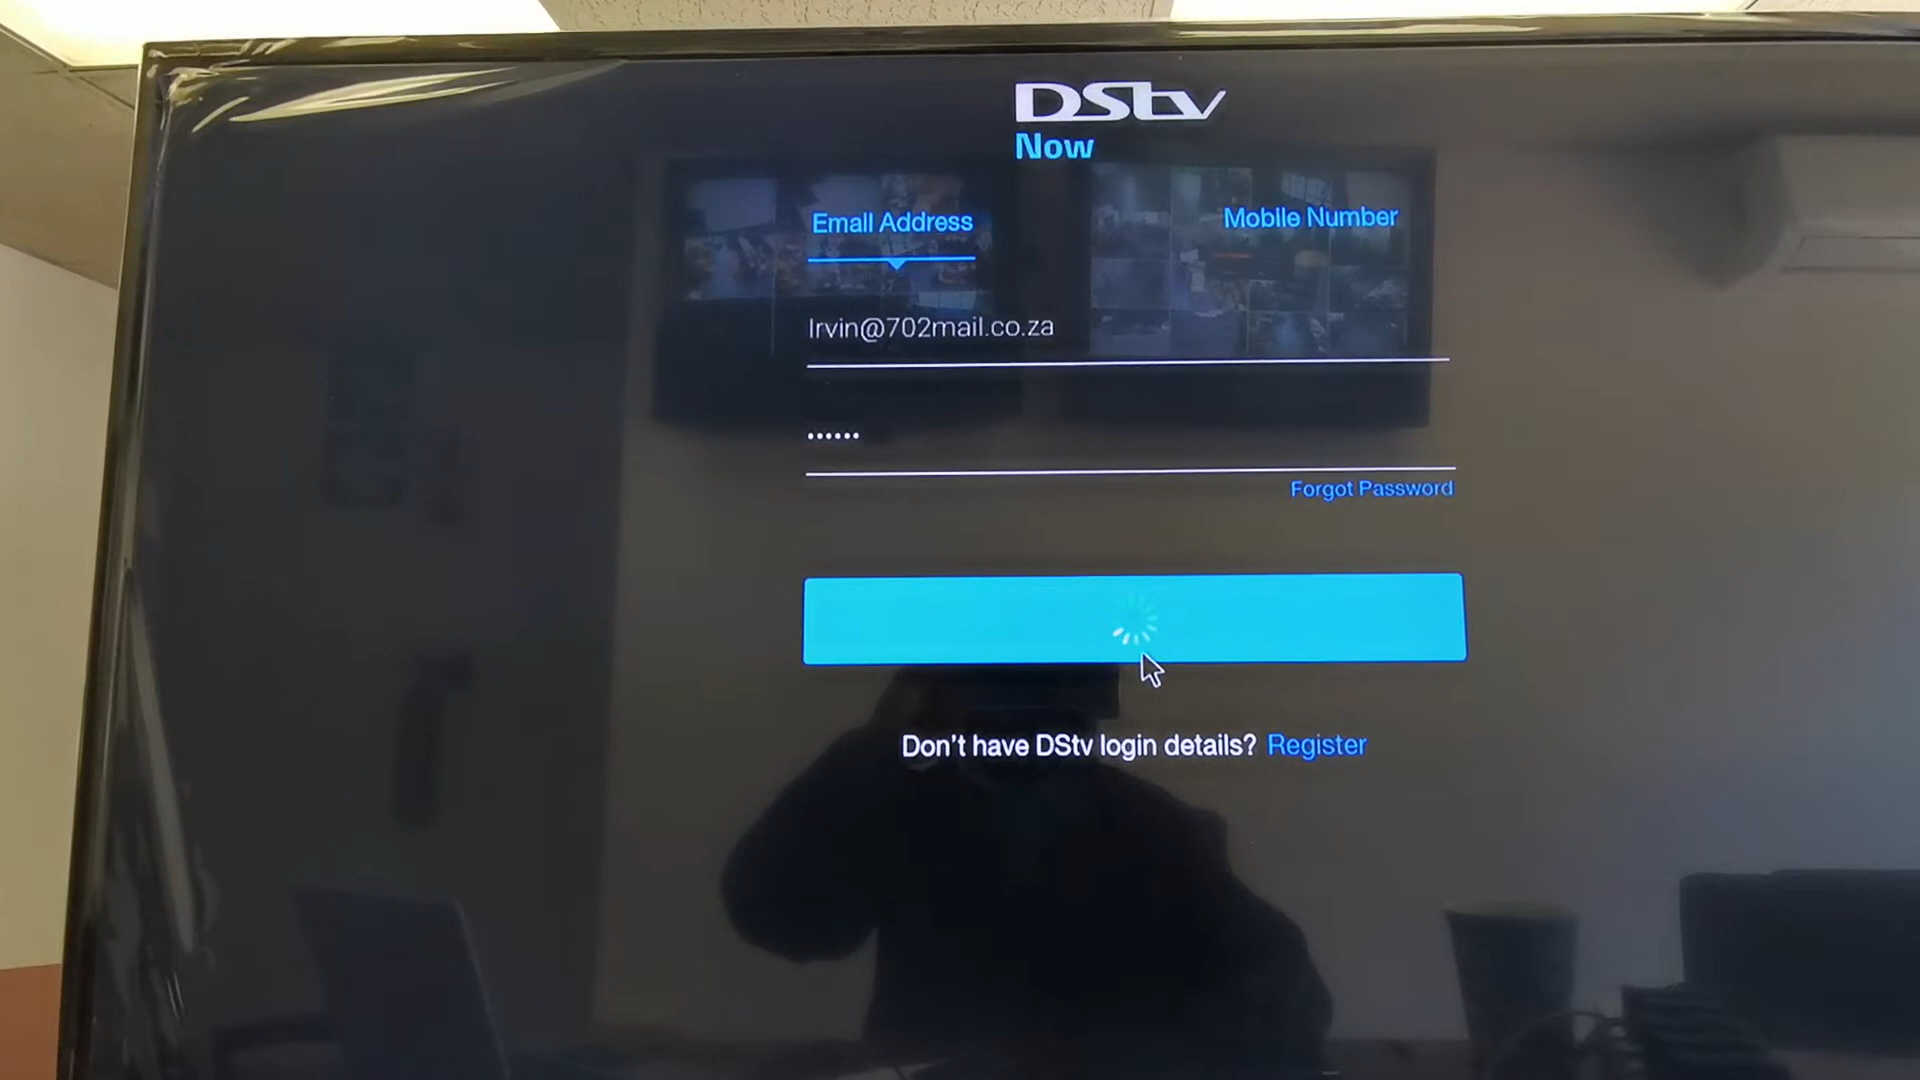 DStv
Now
Email Address
Mobile Number
Irvin@702mail.co.za
••••••
Forgot Password
Don't have DStv login details? Register